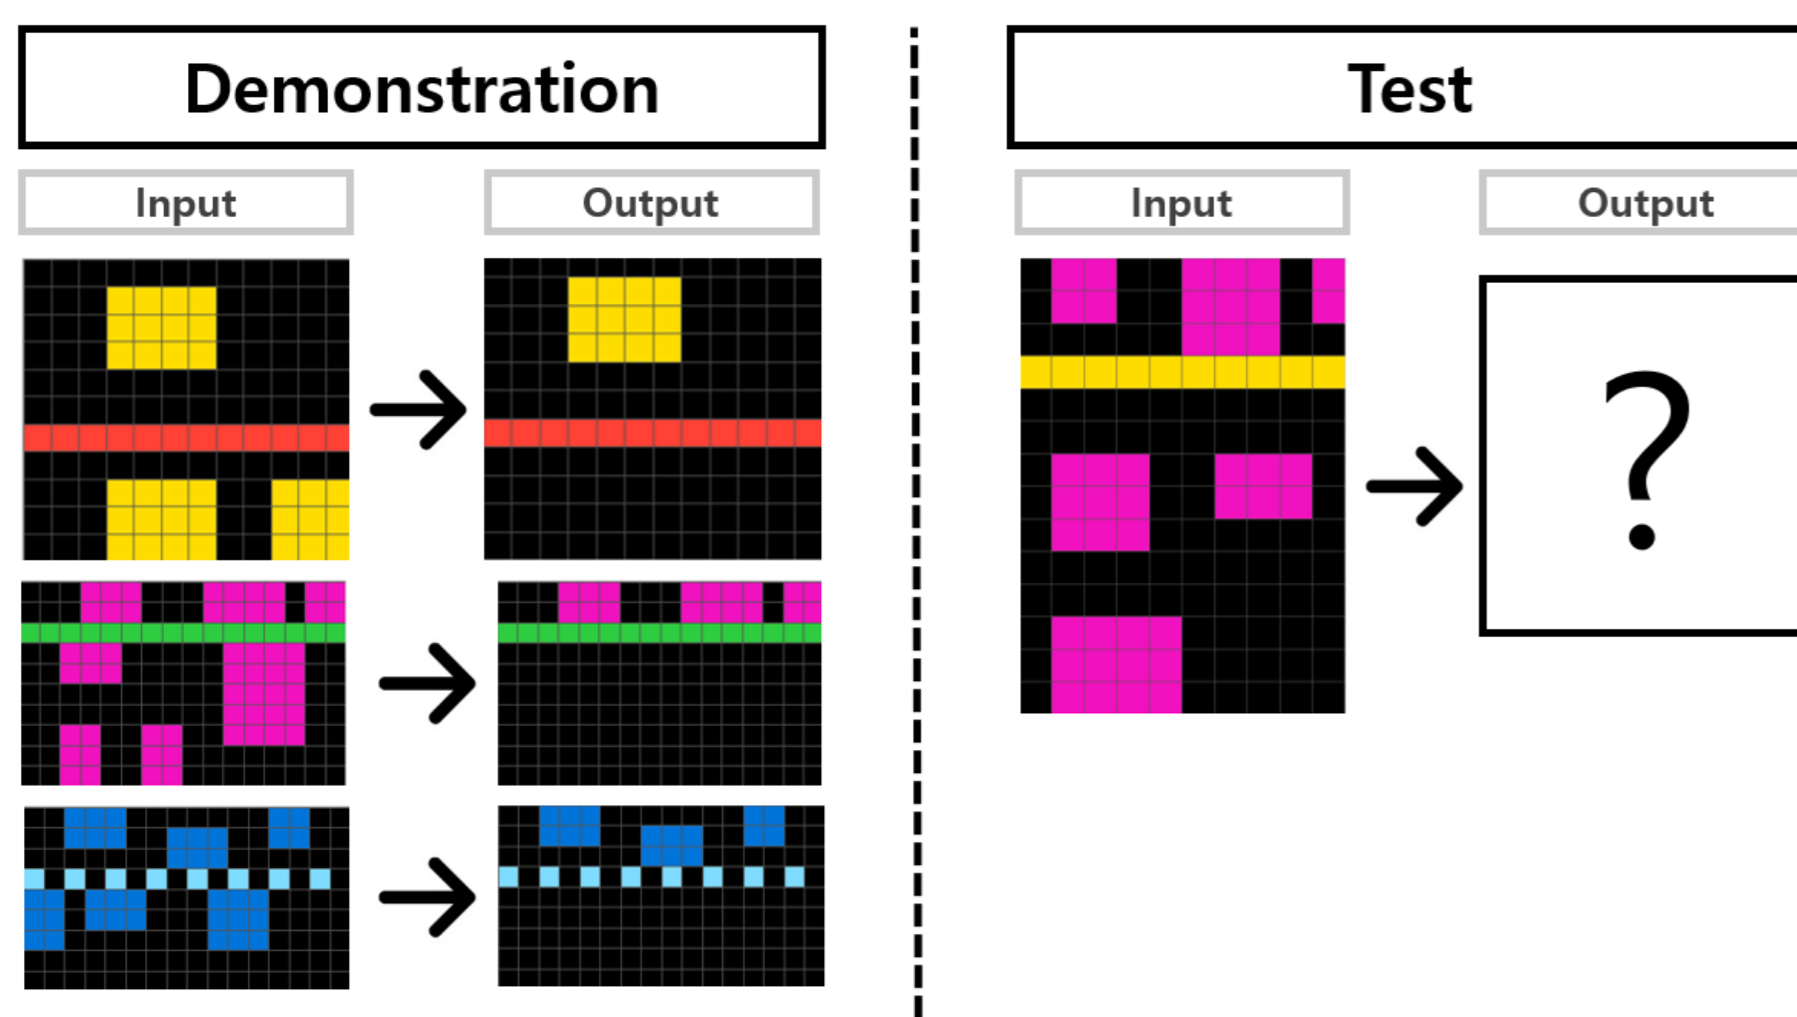 Demonstration
Test
Input
Output
Input
Output
?